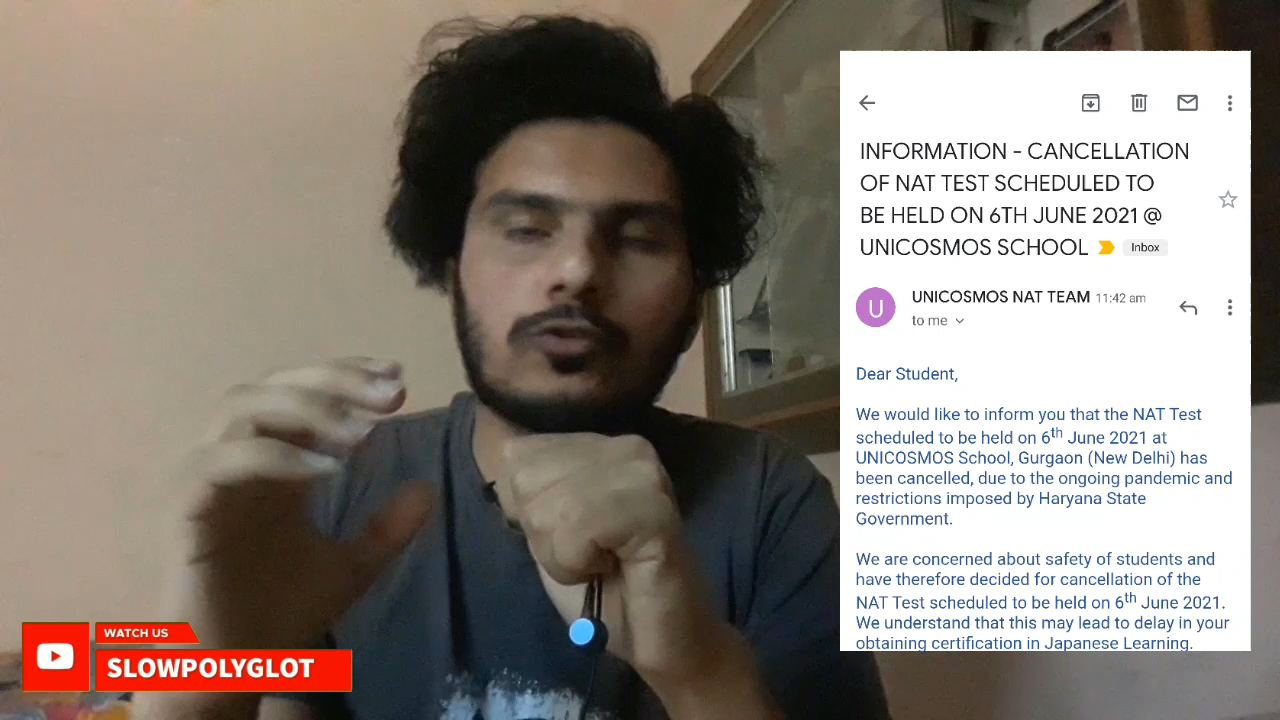 INFORMATION - CANCELLATION
OF NAT TEST SCHEDULED TO
BE HELD ON 6TH JUNE 2021 @
UNICOSMOS SCHOOL Inbox
U
UNICOSMOS NAT TEAM 11:42 am
to me
Dear Student,
We would like to inform you that the NAT Test
scheduled to be held on 6th June 2021 at
UNICOSMOS School, Gurgaon (New Delhi) has
been cancelled, due to the ongoing pandemic and
restrictions imposed by Haryana State
Government.
We are concerned about safety of students and
have therefore decided for cancellation of the
NAT Test scheduled to be held on 6th June 2021.
We understand that this may lead to delay in your
obtaining certification in Japanese Learning.
WATCH US
SLOWPOLYGLOT